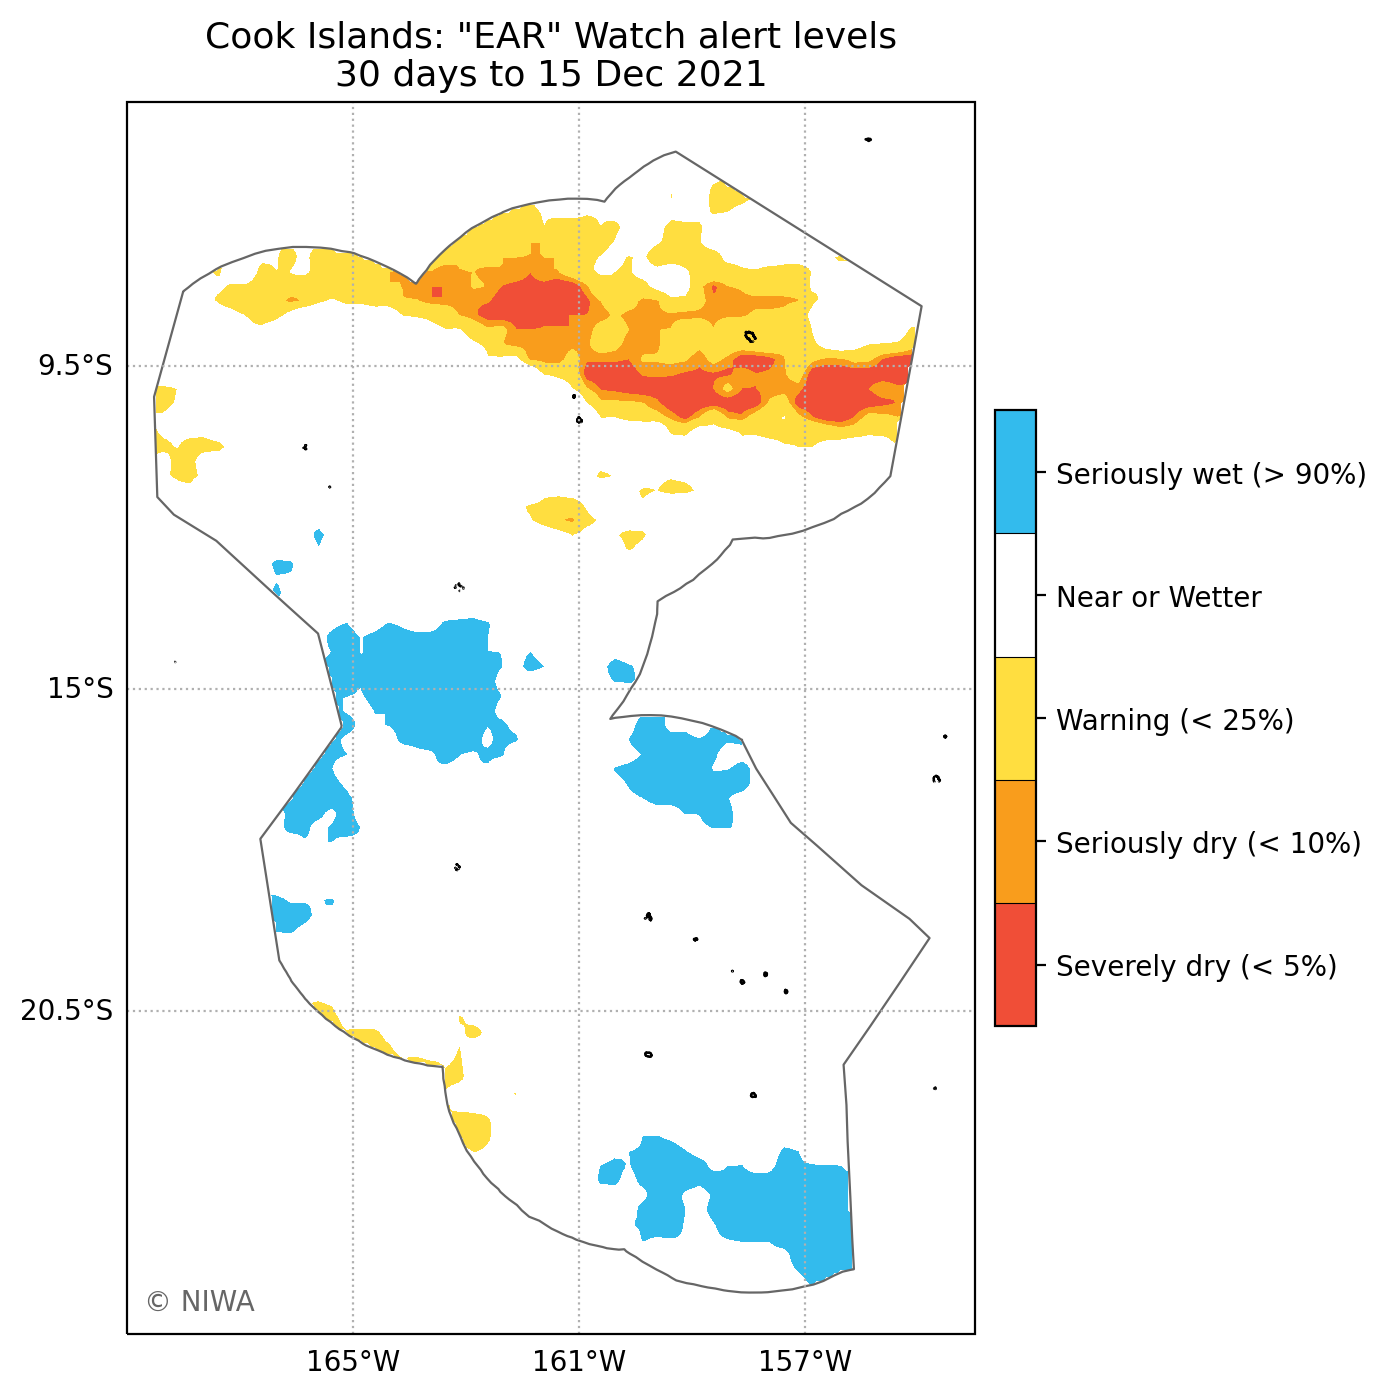 Cook Islands: "EAR" Watch alert levels
30 days to 15 Dec 2021
9.5°S
15°S
20.5°S
165°W
161°W
157°W
Seriously wet (> 90%)
Near or Wetter
Warning (< 25%)
Seriously dry (< 10%)
Severely dry (< 5%)
© NIWA